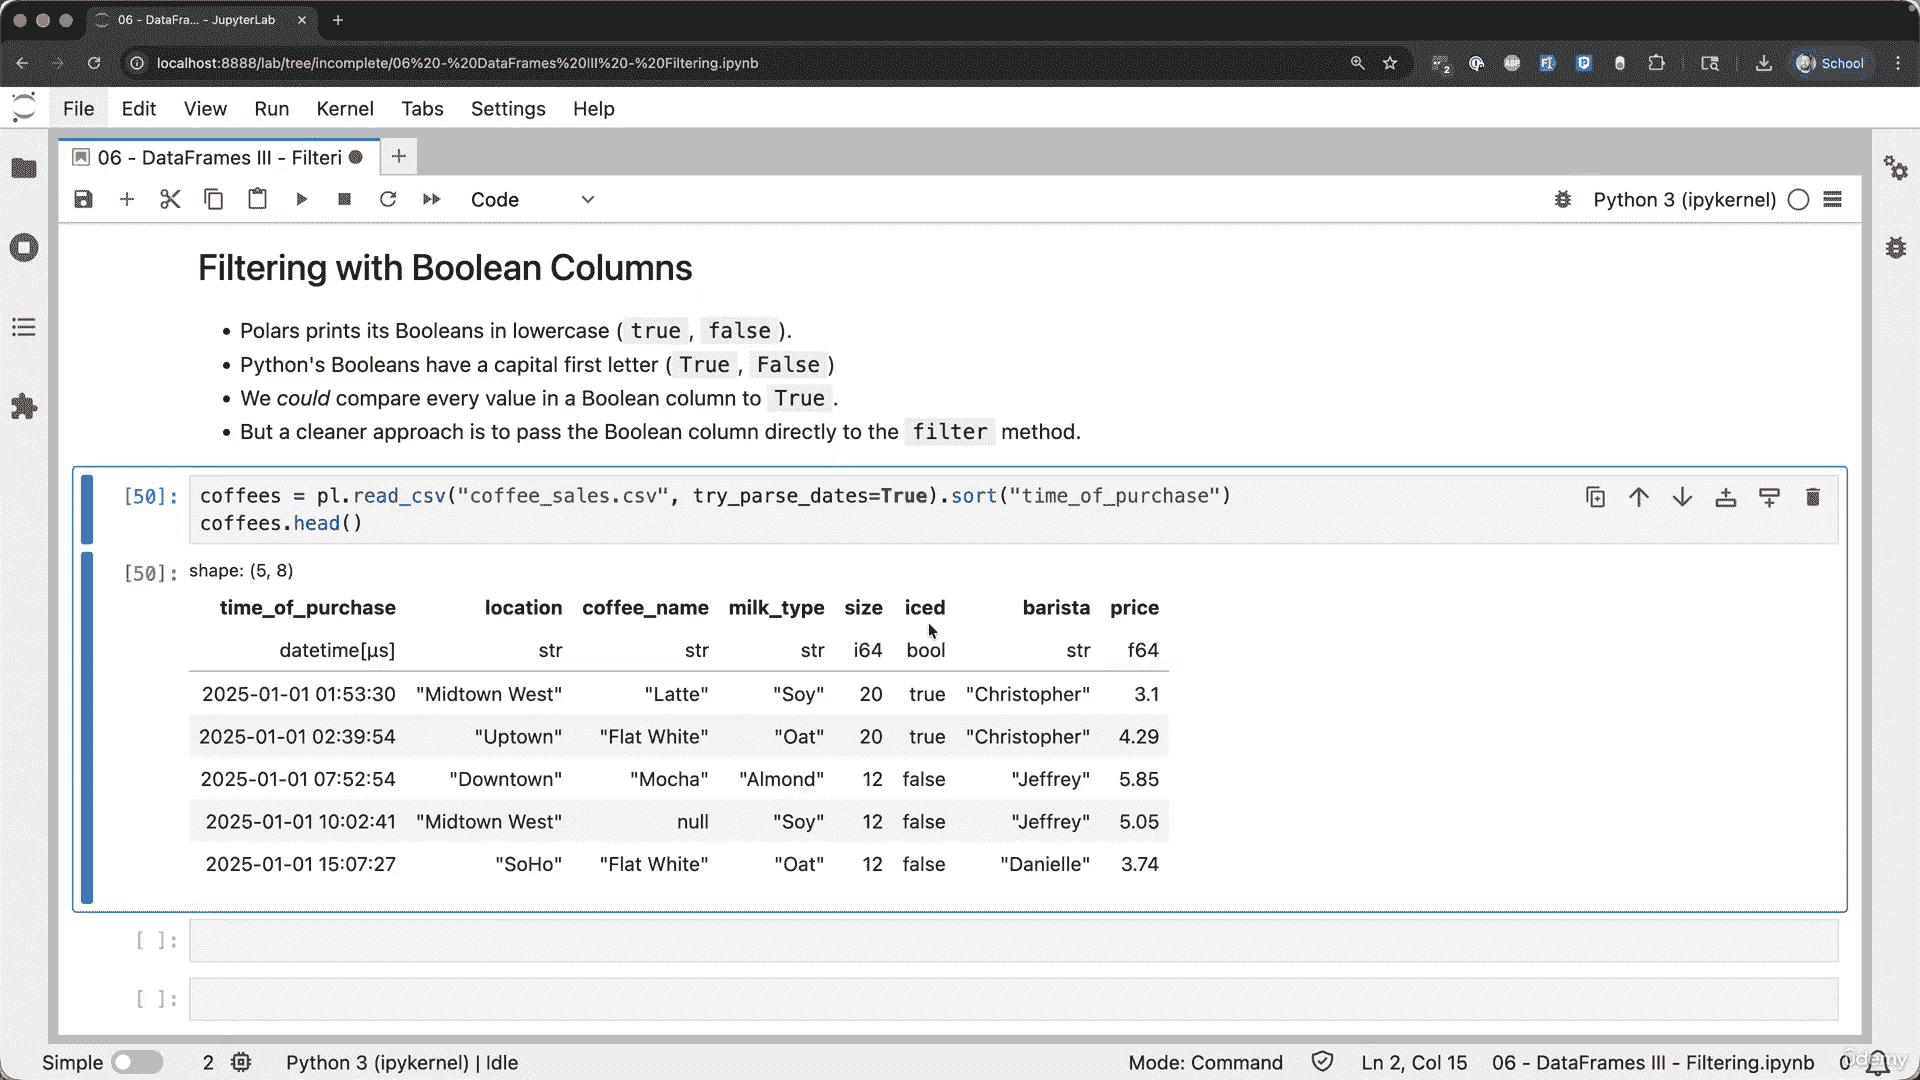 06 - DataFra... - JupyterLab
localhost:8888/lab/tree/incomplete/06%20-%20DataFrames%20III%20-%20Filtering.ipynb
2
ABP
School
File Edit View Run Kernel Tabs Settings Help
06 - DataFrames III - Filteri
Code
Python 3 (ipykernel)
Filtering with Boolean Columns
• Polars prints its Booleans in lowercase ( true , false ).
• Python's Booleans have a capital first letter ( True , False )
• We could compare every value in a Boolean column to True .
• But a cleaner approach is to pass the Boolean column directly to the filter method.
[50]: coffees = pl.read_csv("coffee_sales.csv", try_parse_dates=True).sort("time_of_purchase")
coffees.head()
[50]: shape: (5, 8)
time_of_purchase location coffee_name milk_type size iced barista price
datetime[μs] str str str i64 bool str f64
2025-01-01 01:53:30 "Midtown West" "Latte" "Soy" 20 true "Christopher" 3.1
2025-01-01 02:39:54 "Uptown" "Flat White" "Oat" 20 true "Christopher" 4.29
2025-01-01 07:52:54 "Downtown" "Mocha" "Almond" 12 false "Jeffrey" 5.85
2025-01-01 10:02:41 "Midtown West" null "Soy" 12 false "Jeffrey" 5.05
2025-01-01 15:07:27 "SoHo" "Flat White" "Oat" 12 false "Danielle" 3.74
[ ]:
[ ]:
Simple 2 Python 3 (ipykernel) | Idle Mode: Command Ln 2, Col 15 06 - DataFrames III - Filtering.ipynb 0
udemy